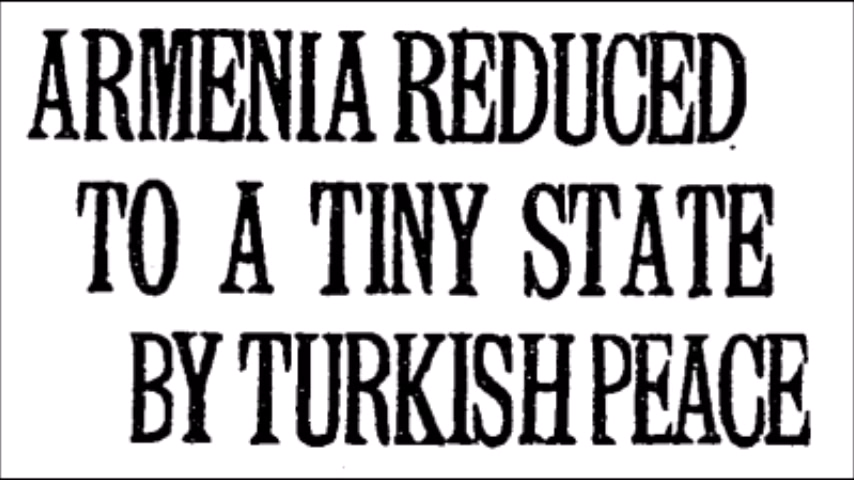 ARMENIA REDUCED
TO A TINY STATE
BY TURKISH PEACE